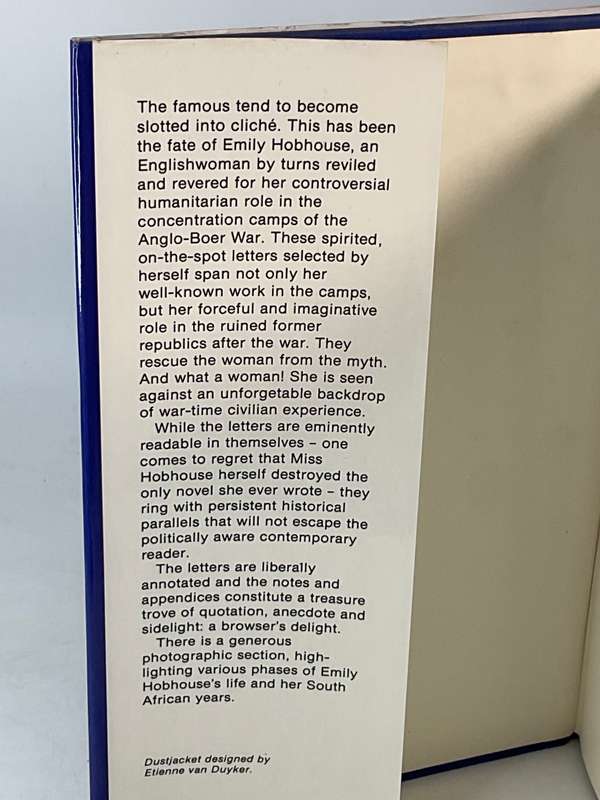 The famous tend to become
slotted into cliché. This has been
the fate of Emily Hobhouse, an
Englishwoman by turns reviled
and revered for her controversial
humanitarian role in the
concentration camps of the
Anglo-Boer War. These spirited,
on-the-spot letters selected by
herself span not only her
well-known work in the camps,
but her forceful and imaginative
role in the ruined former
republics after the war. They
rescue the woman from the myth.
And what a woman! She is seen
against an unforgetable backdrop
of war-time civilian experience.
While the letters are eminently
readable in themselves – one
comes to regret that Miss
Hobhouse herself destroyed the
only novel she ever wrote – they
ring with persistent historical
parallels that will not escape the
politically aware contemporary
reader.
The letters are liberally
annotated and the notes and
appendices constitute a treasure
trove of quotation, anecdote and
sidelight: a browser's delight.
There is a generous
photographic section, high-
lighting various phases of Emily
Hobhouse's life and her South
African years.
Dustjacket designed by
Etienne van Duyker.